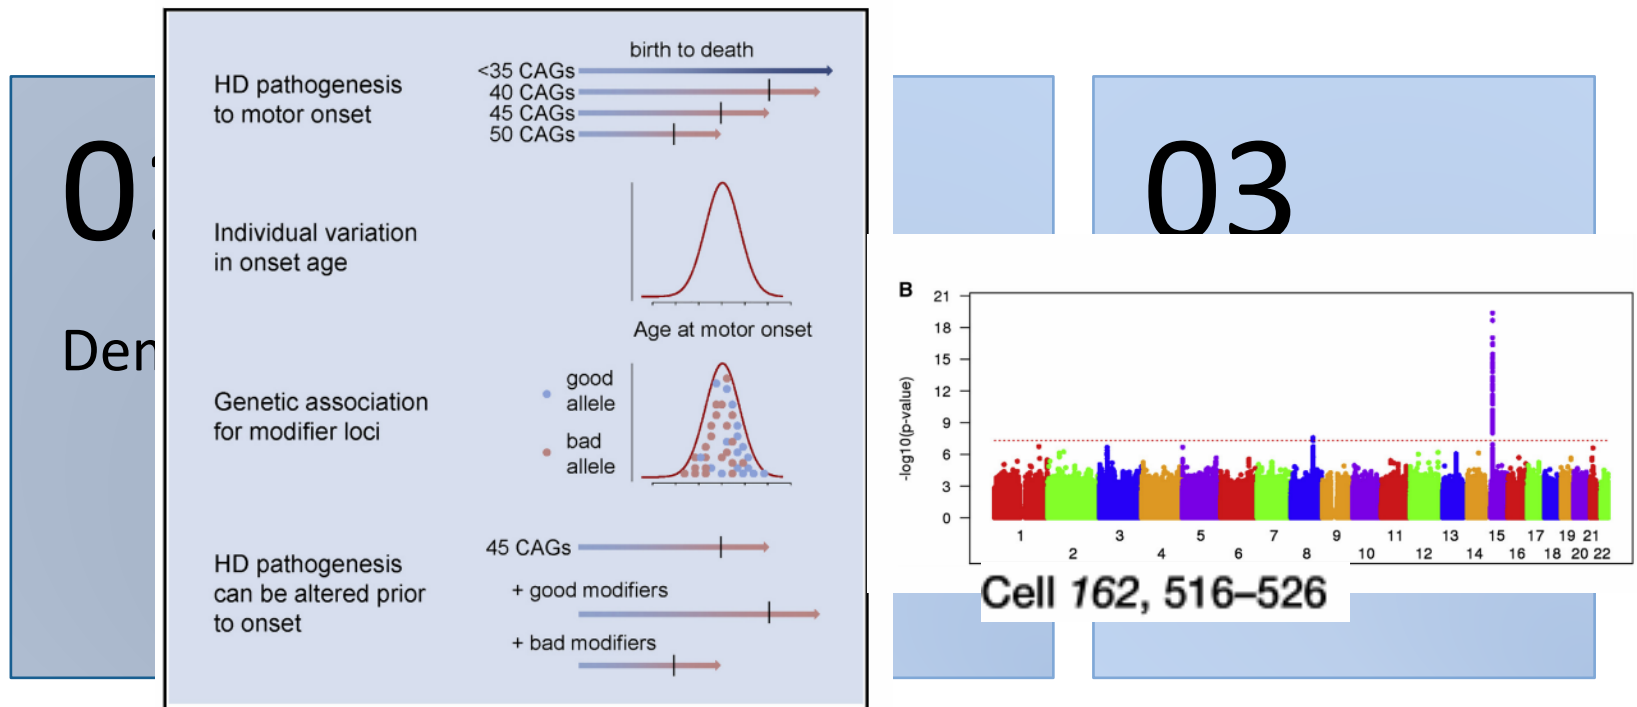 03
birth to death
HD pathogenesis
to motor onset
<35 CAGs
40 CAGs
45 CAGs
50 CAGs
Individual variation
in onset age
Age at motor onset
Genetic association
for modifier loci
good
allele
bad
allele
HD pathogenesis
can be altered prior
to onset
45 CAGs
+ good modifiers
+ bad modifiers
B
-log10(p-value)
21
18
15
12
9
6
3
0
1 3 5 7 9 11 13 15 17 19 21
2 4 6 8 10 12 14 16 18 20 22
Cell 162, 516–526